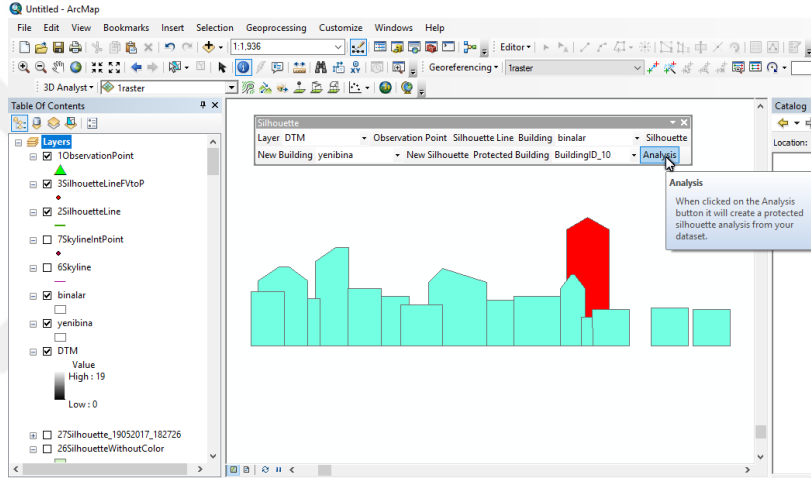 Untitled - ArcMap
File Edit View Bookmarks Insert Selection Geoprocessing Customize Windows Help
1:1,936 Editor
Georeferencing 1raster
3D Analyst 1raster
Table Of Contents
Catalog
Location:
Layers
1ObservationPoint
3SilhouetteLineFVtoP
2SilhouetteLine
7SkylineIntPoint
6Skyline
binalar
yenibina
DTM
Value
High : 19
Low : 0
27Silhouette_19052017_182726
26SilhouetteWithoutColor
Silhouette
Layer DTM Observation Point Silhouette Line Building binalar Silhouette
New Building yenibina New Silhouette Protected Building BuildingID_10 Analysis
Analysis
When clicked on the Analysis
button it will create a protected
silhouette analysis from your
dataset.